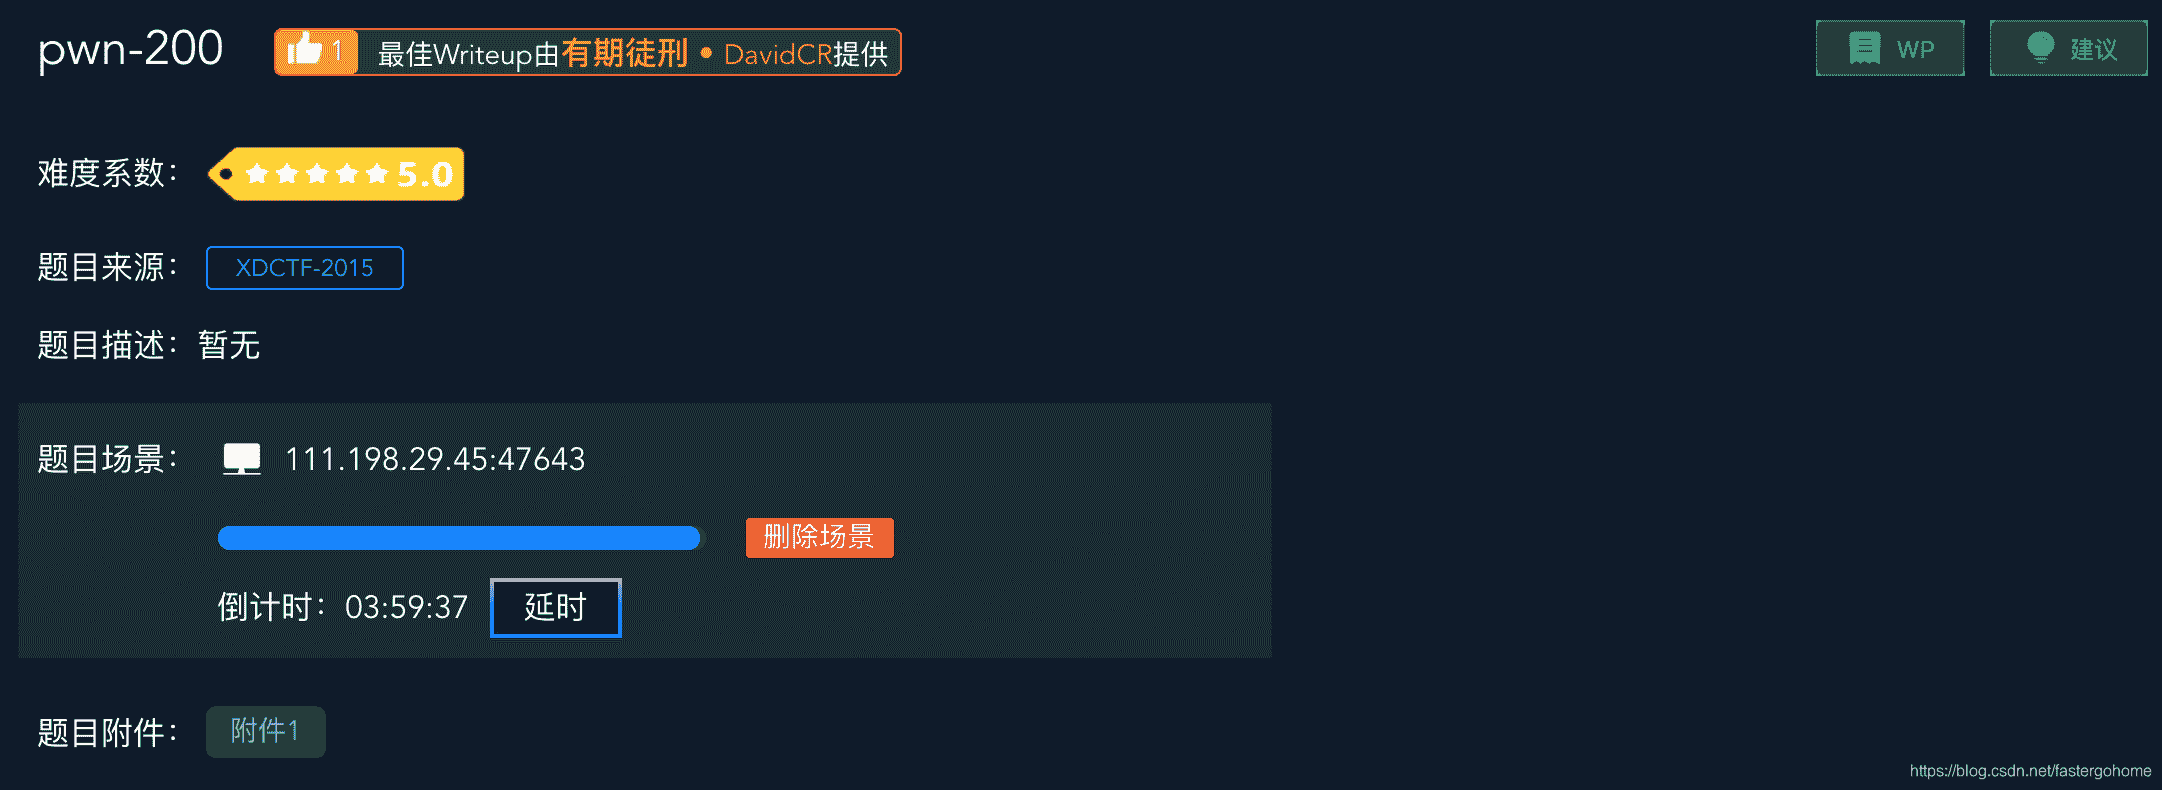 pwn-200
1 最佳Writeup由有期徒刑 • DavidCR提供
WP
建议
难度系数： 5.0
题目来源： XDCTF-2015
题目描述：暂无
题目场景： 111.198.29.45:47643
删除场景
倒计时：03:59:37 延时
题目附件： 附件1
https://blog.csdn.net/fastergohome